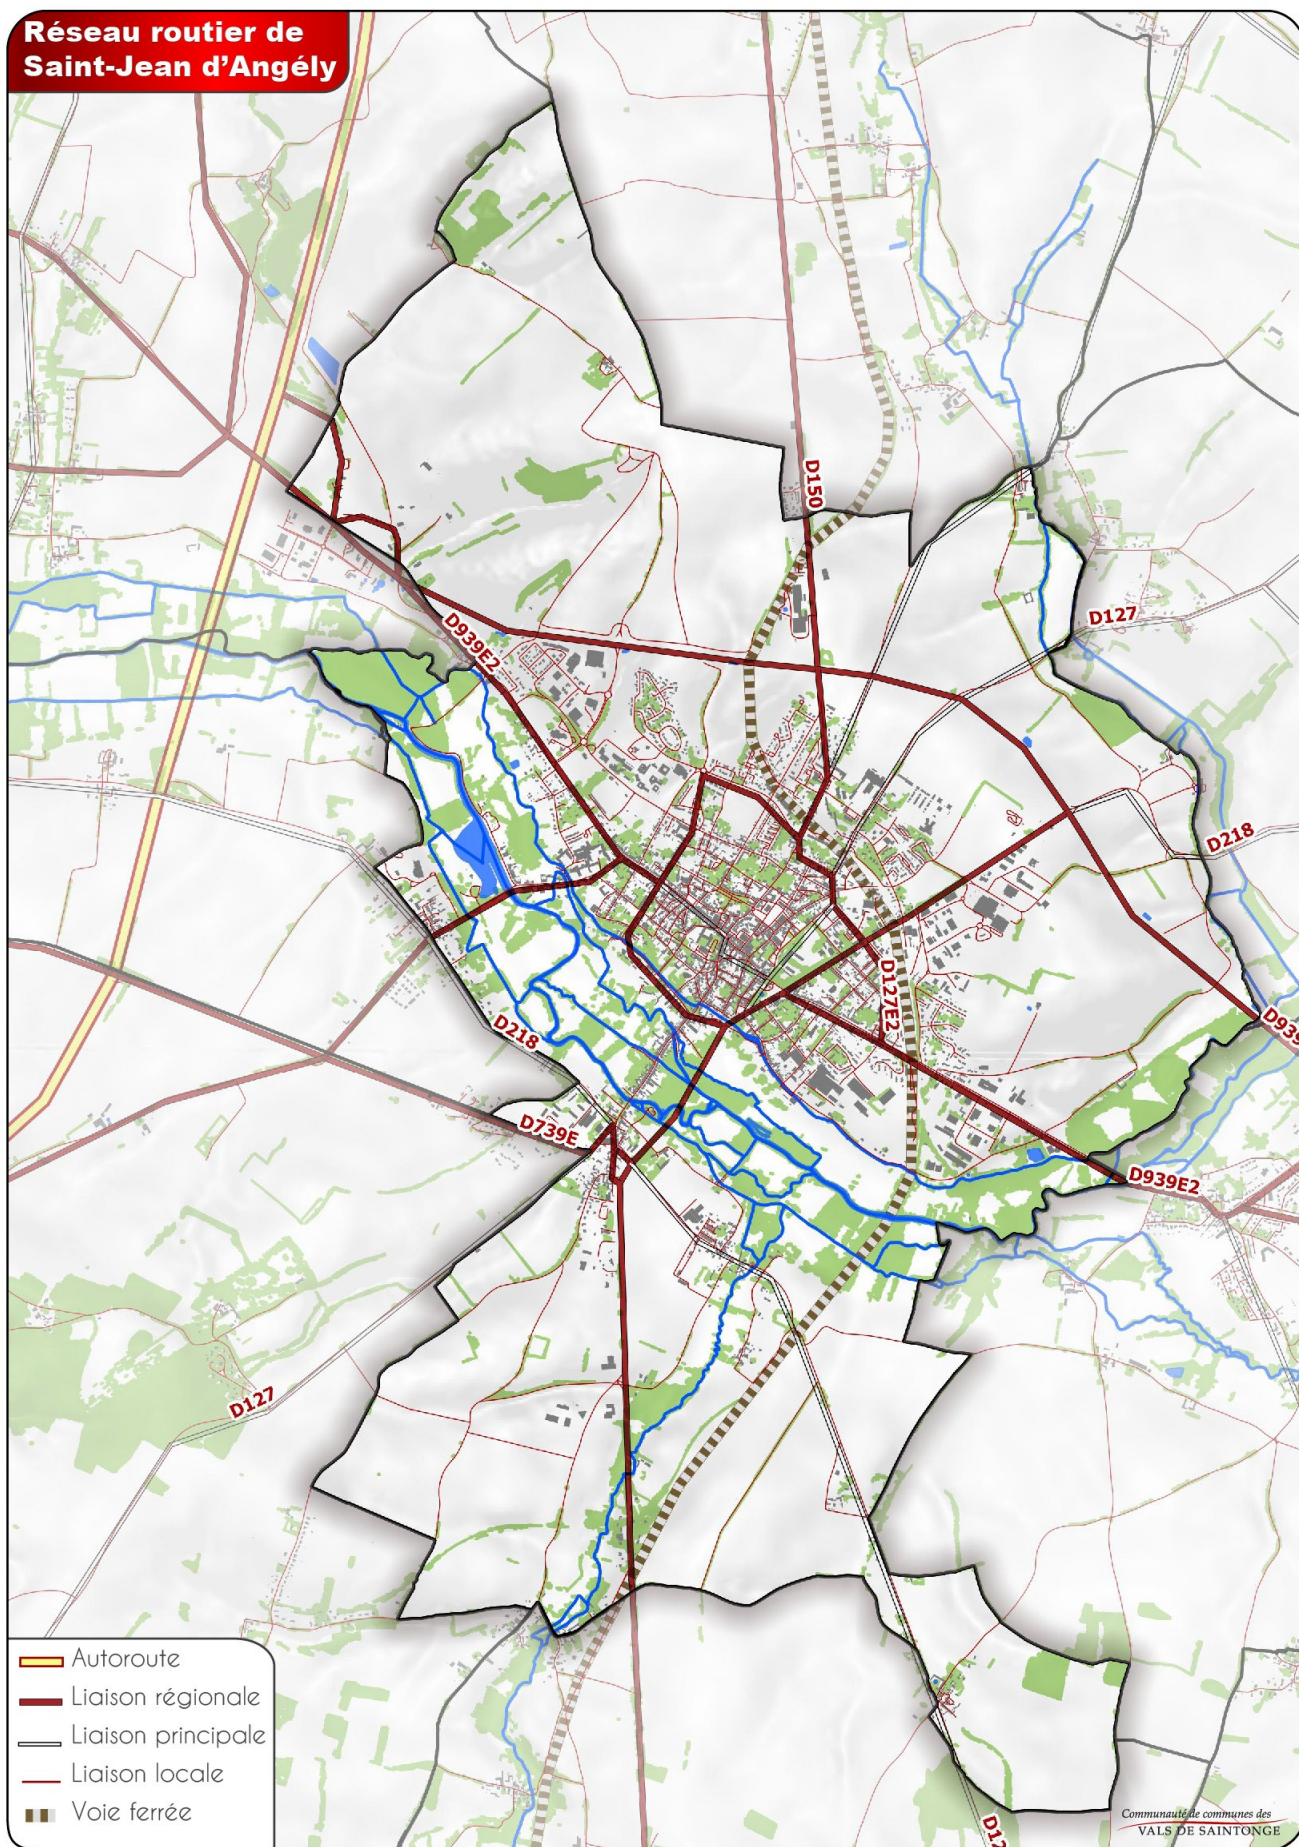 Réseau routier de
Saint-Jean d'Angély
D150
D127
D939E2
D218
D127E2
D218
D939
D739E
D939E2
D127
Autoroute
Liaison régionale
Liaison principale
Liaison locale
Voie ferrée
Communauté de communes des
VALS DE SAINTONGE